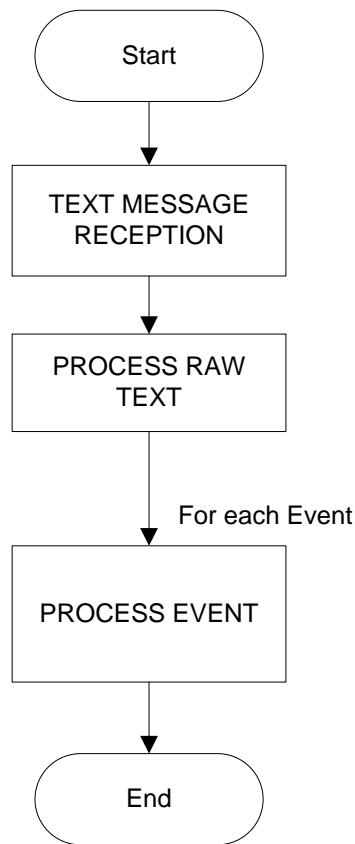 Start
TEXT MESSAGE
RECEPTION
PROCESS RAW
TEXT
For each Event
PROCESS EVENT
End